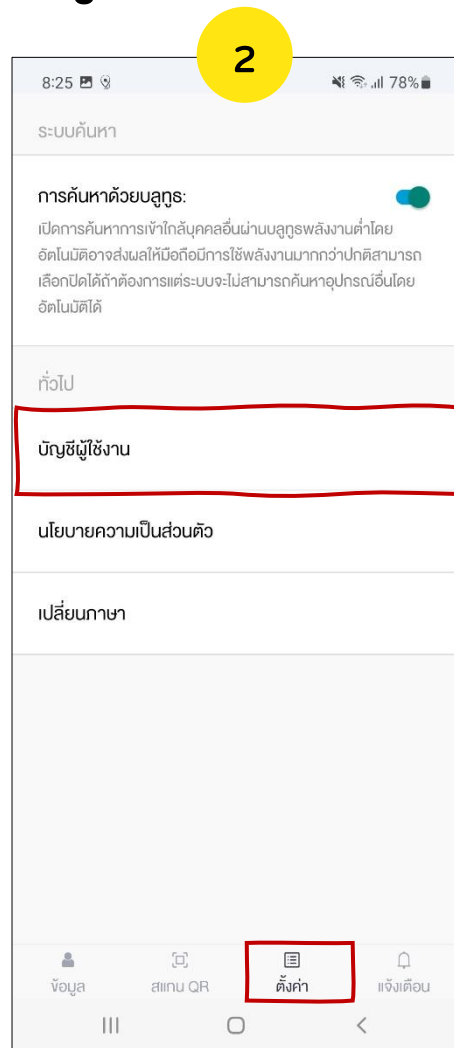 2
8:25 78%
ระบบค้นหา
การค้นหาด้วยบลูทูธ:
เปิดการค้นหาการเข้าใกล้บุคคลอื่นผ่านบลูทูธพลังงานต่ำโดย
อัตโนมัติอาจส่งผลให้มือถือมีการใช้พลังงานมากกว่าปกติสามารถ
เลือกปิดได้ถ้าต้องการแต่ระบบจะไม่สามารถค้นหาอุปกรณ์อื่นโดย
อัตโนมัติได้
ทั่วไป
บัญชีผู้ใช้งาน
นโยบายความเป็นส่วนตัว
เปลี่ยนภาษา
ข้อมูล สแกน QR ตั้งค่า แจ้งเตือน